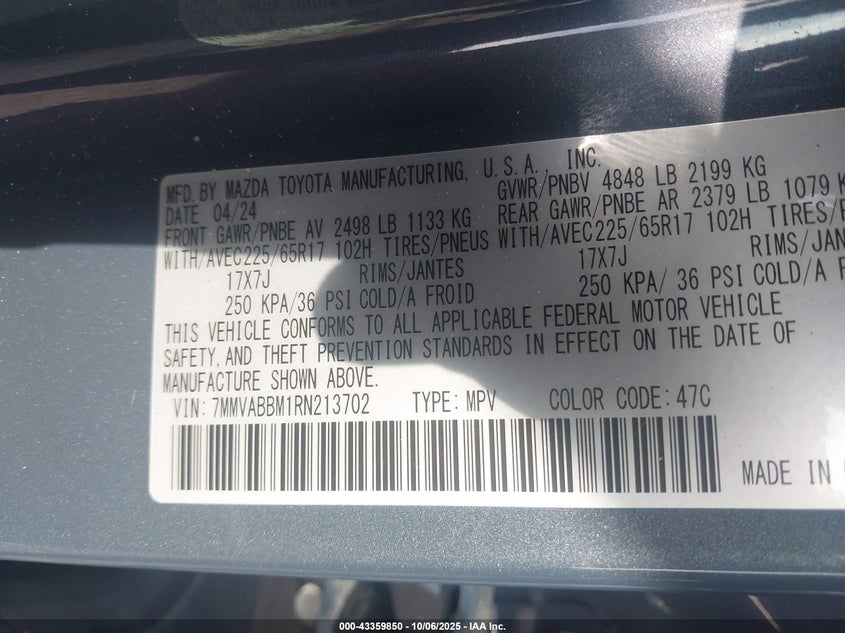 MFD. BY MAZDA TOYOTA MANUFACTURING, U.S.A. INC.
DATE 04/24 GVWR/PNBV 4848 LB 2199 KG
FRONT GAWR/PNBE AV 2498 LB 1133 KG REAR GAWR/PNBE AR 2379 LB 1079 K
WITH/AVEC225/65R17 102H TIRES/PNEUS WITH/AVEC225/65R17 102H TIRES/P
17X7J RIMS/JANTES 17X7J RIMS/JANTE
250 KPA/36 PSI COLD/A FROID 250 KPA/ 36 PSI COLD/A F
THIS VEHICLE CONFORMS TO ALL APPLICABLE FEDERAL MOTOR VEHICLE
SAFETY, AND THEFT PREVENTION STANDARDS IN EFFECT ON THE DATE OF
MANUFACTURE SHOWN ABOVE.
VIN: 7MMVABBM1RN213702 TYPE: MPV COLOR CODE: 47C
MADE IN
000-43359850 - 10/06/2025 - IAA Inc.